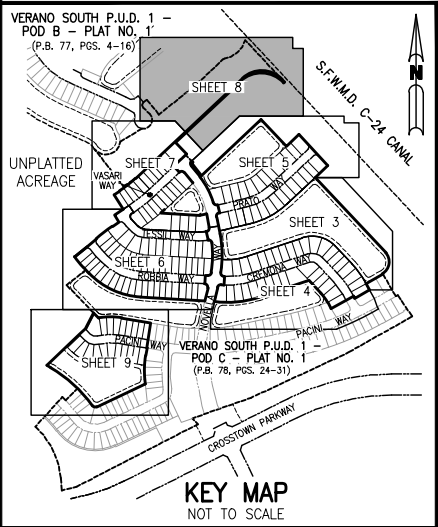 VERANO SOUTH P.U.D. 1 –
POD B – PLAT NO. 1
(P.B. 77, PGS. 4–16)
N
S.F.W.M.D. C–24 CANAL
SHEET 8
UNPLATTED
ACREAGE
SHEET 7
VASARI
WAY
SHEET 5
PRATO WAY
SHEET 3
TESSILI WAY
WAY
SHEET 6
ROBBIA WAY
CREMONA WAY
SHEET 4
NOVELLA
PACINI WAY
PACINI WAY
VERANO SOUTH P.U.D. 1 –
POD C – PLAT NO. 1
(P.B. 78, PGS. 24–31)
SHEET 9
CROSSTOWN PARKWAY
KEY MAP
NOT TO SCALE